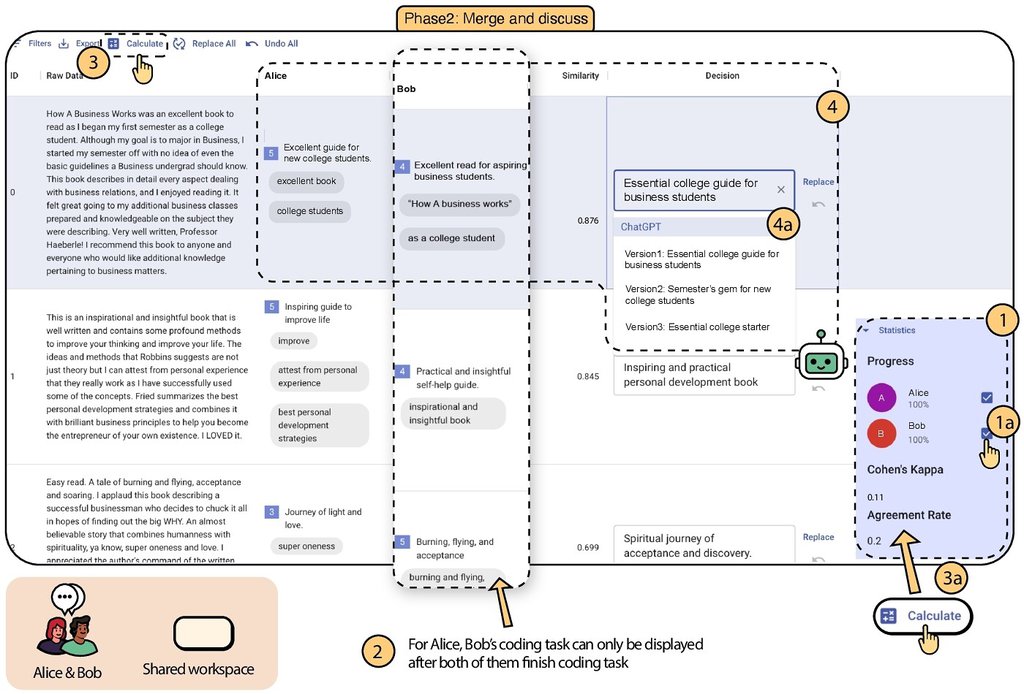 Phase2: Merge and discuss
Filters
Export
Calculate
Replace All
Undo All
3
ID
Raw Data
Alice
Bob
Similarity
Decision
4
0
How A Business Works was an excellent book to
read as I began my first semester as a college
student. Although my goal is to major in Business, I
started my semester off with no idea of even the
basic guidelines a Business undergrad should know.
This book describes in detail every aspect dealing
with business relations, and I enjoyed reading it. It
felt great going to my additional business classes
prepared and knowledgeable on the subject they
were describing. Very well written, Professor
Haeberle! I recommend this book to anyone and
everyone who would like additional knowledge
pertaining to business matters.
5
Excellent guide for
new college students.
excellent book
college students
4
Excellent read for aspiring
business students.
"How A business works"
as a college student
0.876
Essential college guide for
business students
Replace
4a
ChatGPT
Version1: Essential college guide for
business students
Version2: Semester's gem for new
college students
Version3: Essential college starter
1
This is an inspirational and insightful book that is
well written and contains some profound methods
to improve your thinking and improve your life. The
ideas and methods that Robbins suggests are not
just theory but I can attest from personal experience
that they really work as I have successfully used
some of the concepts. Fried summarizes the best
personal development strategies and combines it
with brilliant business principles to help you become
the entrepreneur of your own existence. I LOVED it.
5
Inspiring guide to
improve life
improve
attest from personal
experience
best personal
development
strategies
4
Practical and insightful
self-help guide.
inspirational and
insightful book
0.845
Inspiring and practical
personal development book
1
Statistics
Progress
A
Alice
100%
B
Bob
100%
1a
Cohen's Kappa
0.11
Agreement Rate
0.2
2
Easy read. A tale of burning and flying, acceptance
and soaring. I applaud this book describing a
successful businessman who decides to chuck it all
in hopes of finding out the big WHY. An almost
believable story that combines humanness with
spirituality, ya know, super oneness and love. I
appreciated the author's command of the written
3
Journey of light and
love.
super oneness
5
Burning, flying, and
acceptance
burning and flying,
0.699
Spiritual journey of
acceptance and discovery.
Replace
3a
Calculate
Alice & Bob
Shared workspace
2
For Alice, Bob's coding task can only be displayed
after both of them finish coding task